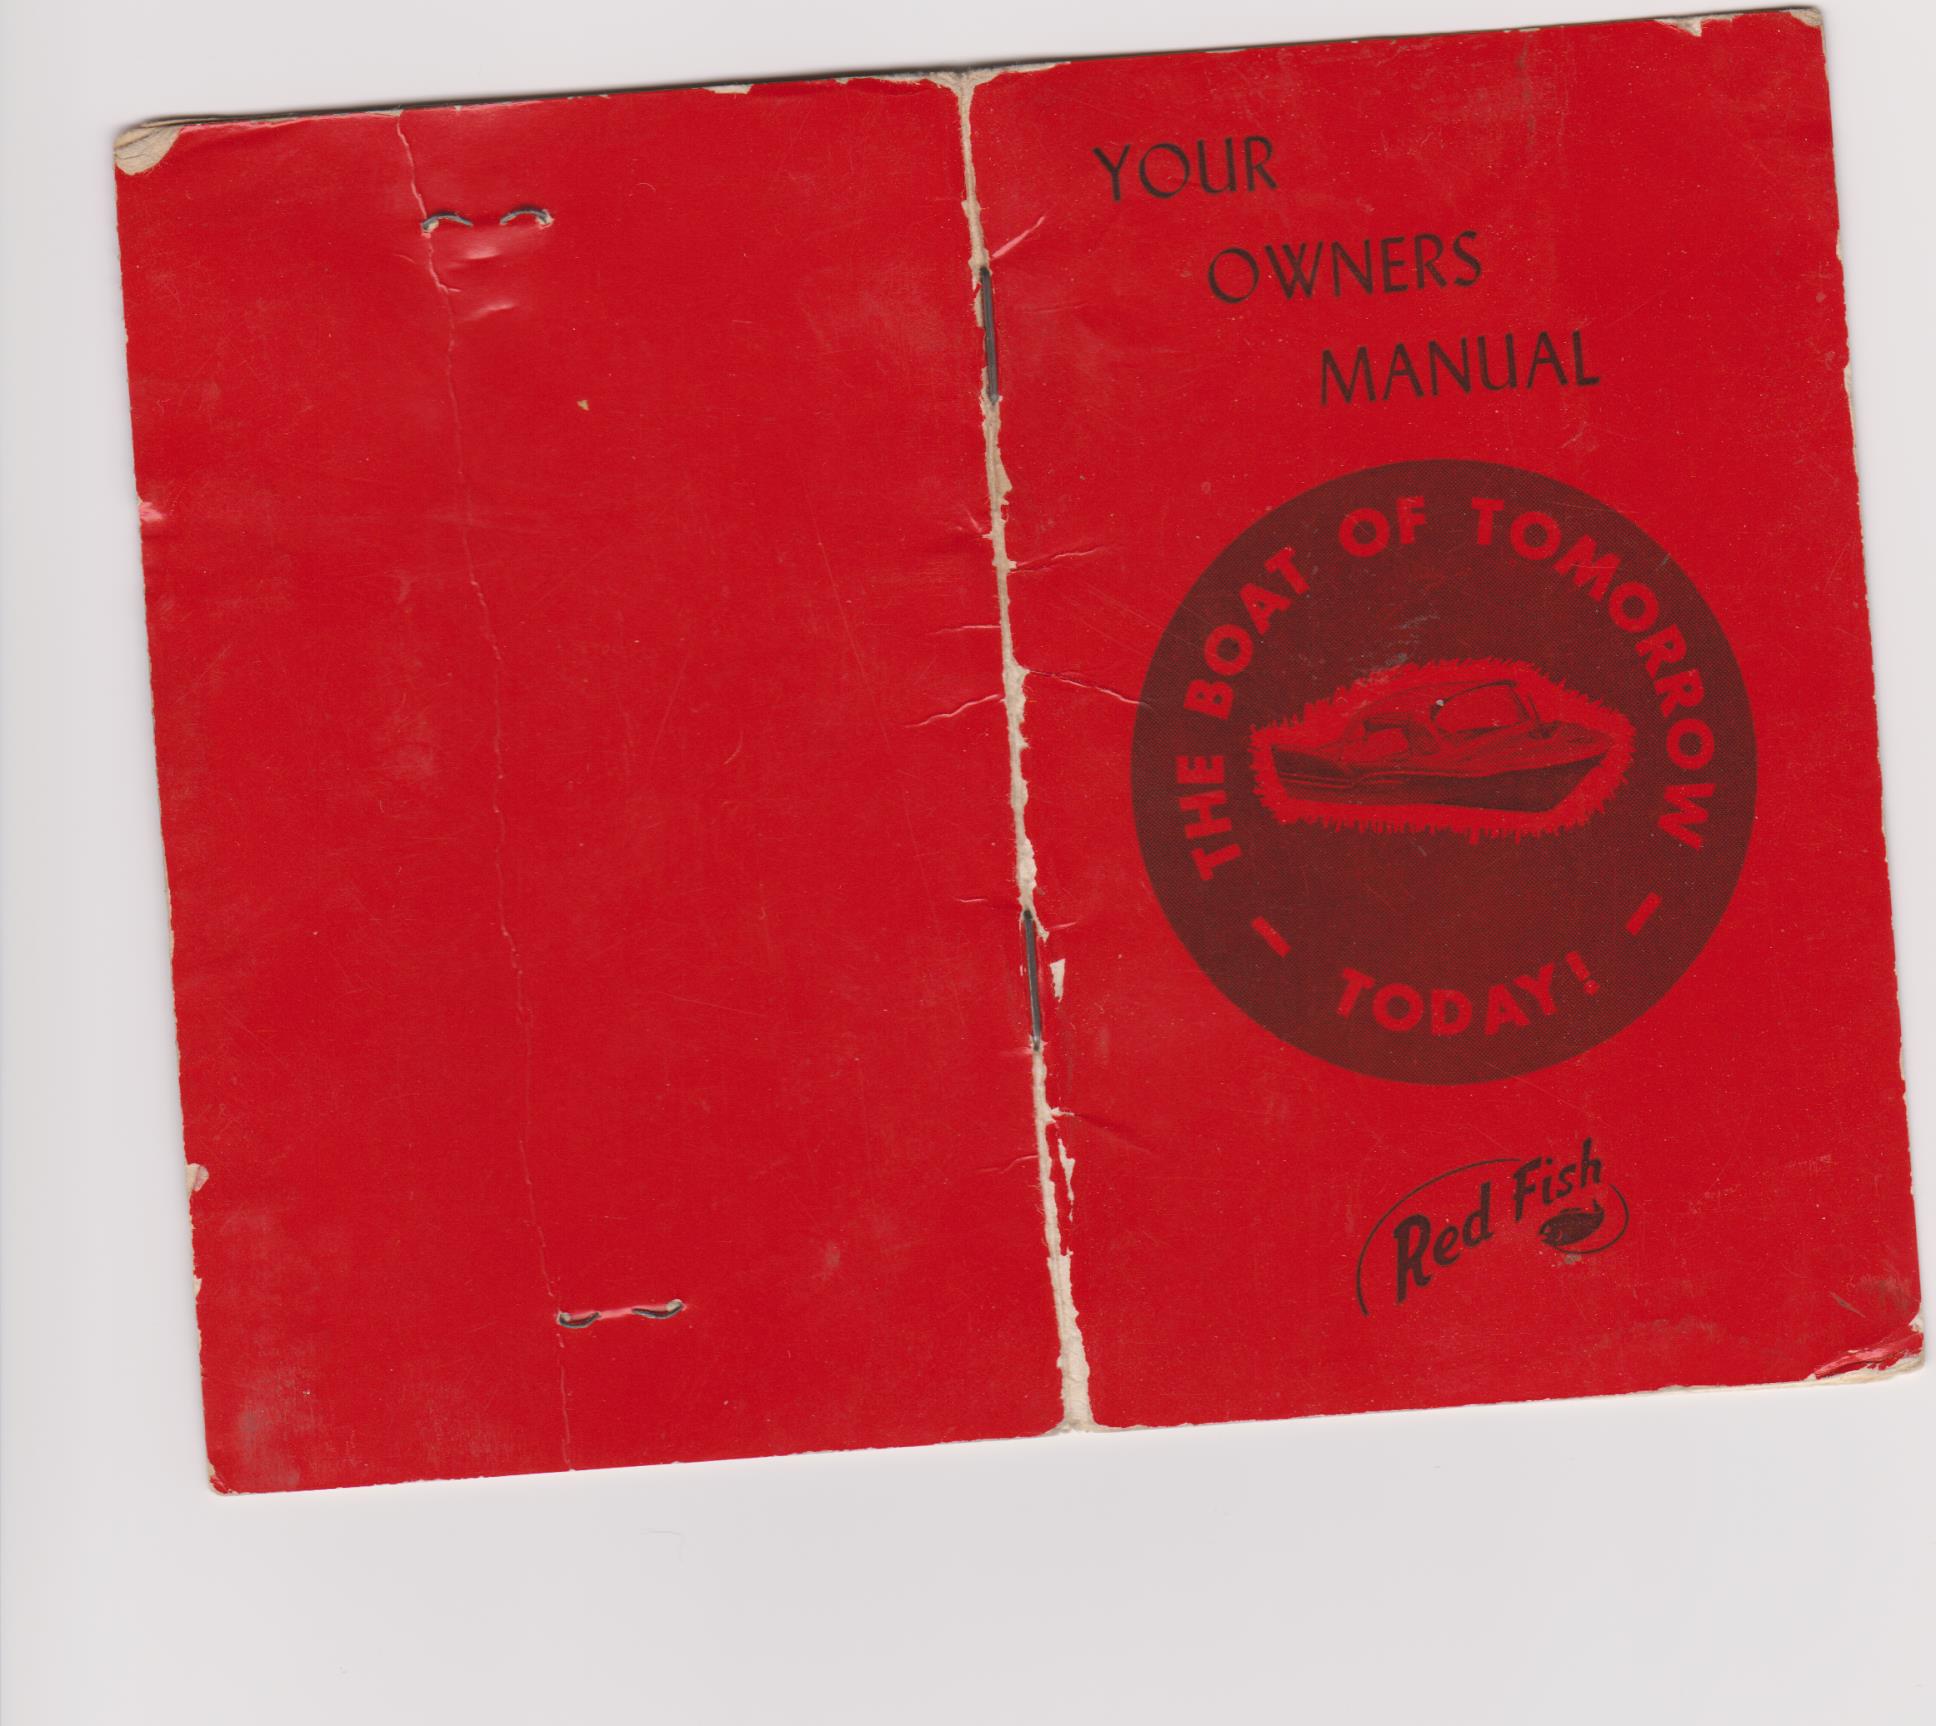 YOUR
OWNERS
MANUAL
THE BOAT OF TOMORROW
- TODAY! -
Red Fish